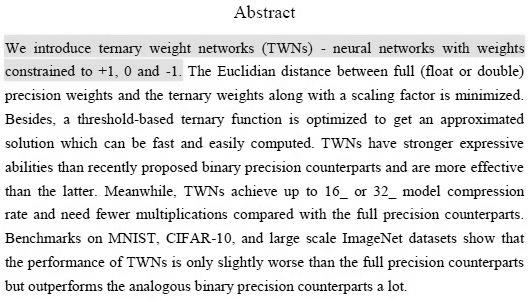 Abstract
We introduce ternary weight networks (TWNs) - neural networks with weights
constrained to +1, 0 and -1. The Euclidian distance between full (float or double)
precision weights and the ternary weights along with a scaling factor is minimized.
Besides, a threshold-based ternary function is optimized to get an approximated
solution which can be fast and easily computed. TWNs have stronger expressive
abilities than recently proposed binary precision counterparts and are more effective
than the latter. Meanwhile, TWNs achieve up to 16_ or 32_ model compression
rate and need fewer multiplications compared with the full precision counterparts.
Benchmarks on MNIST, CIFAR-10, and large scale ImageNet datasets show that
the performance of TWNs is only slightly worse than the full precision counterparts
but outperforms the analogous binary precision counterparts a lot.